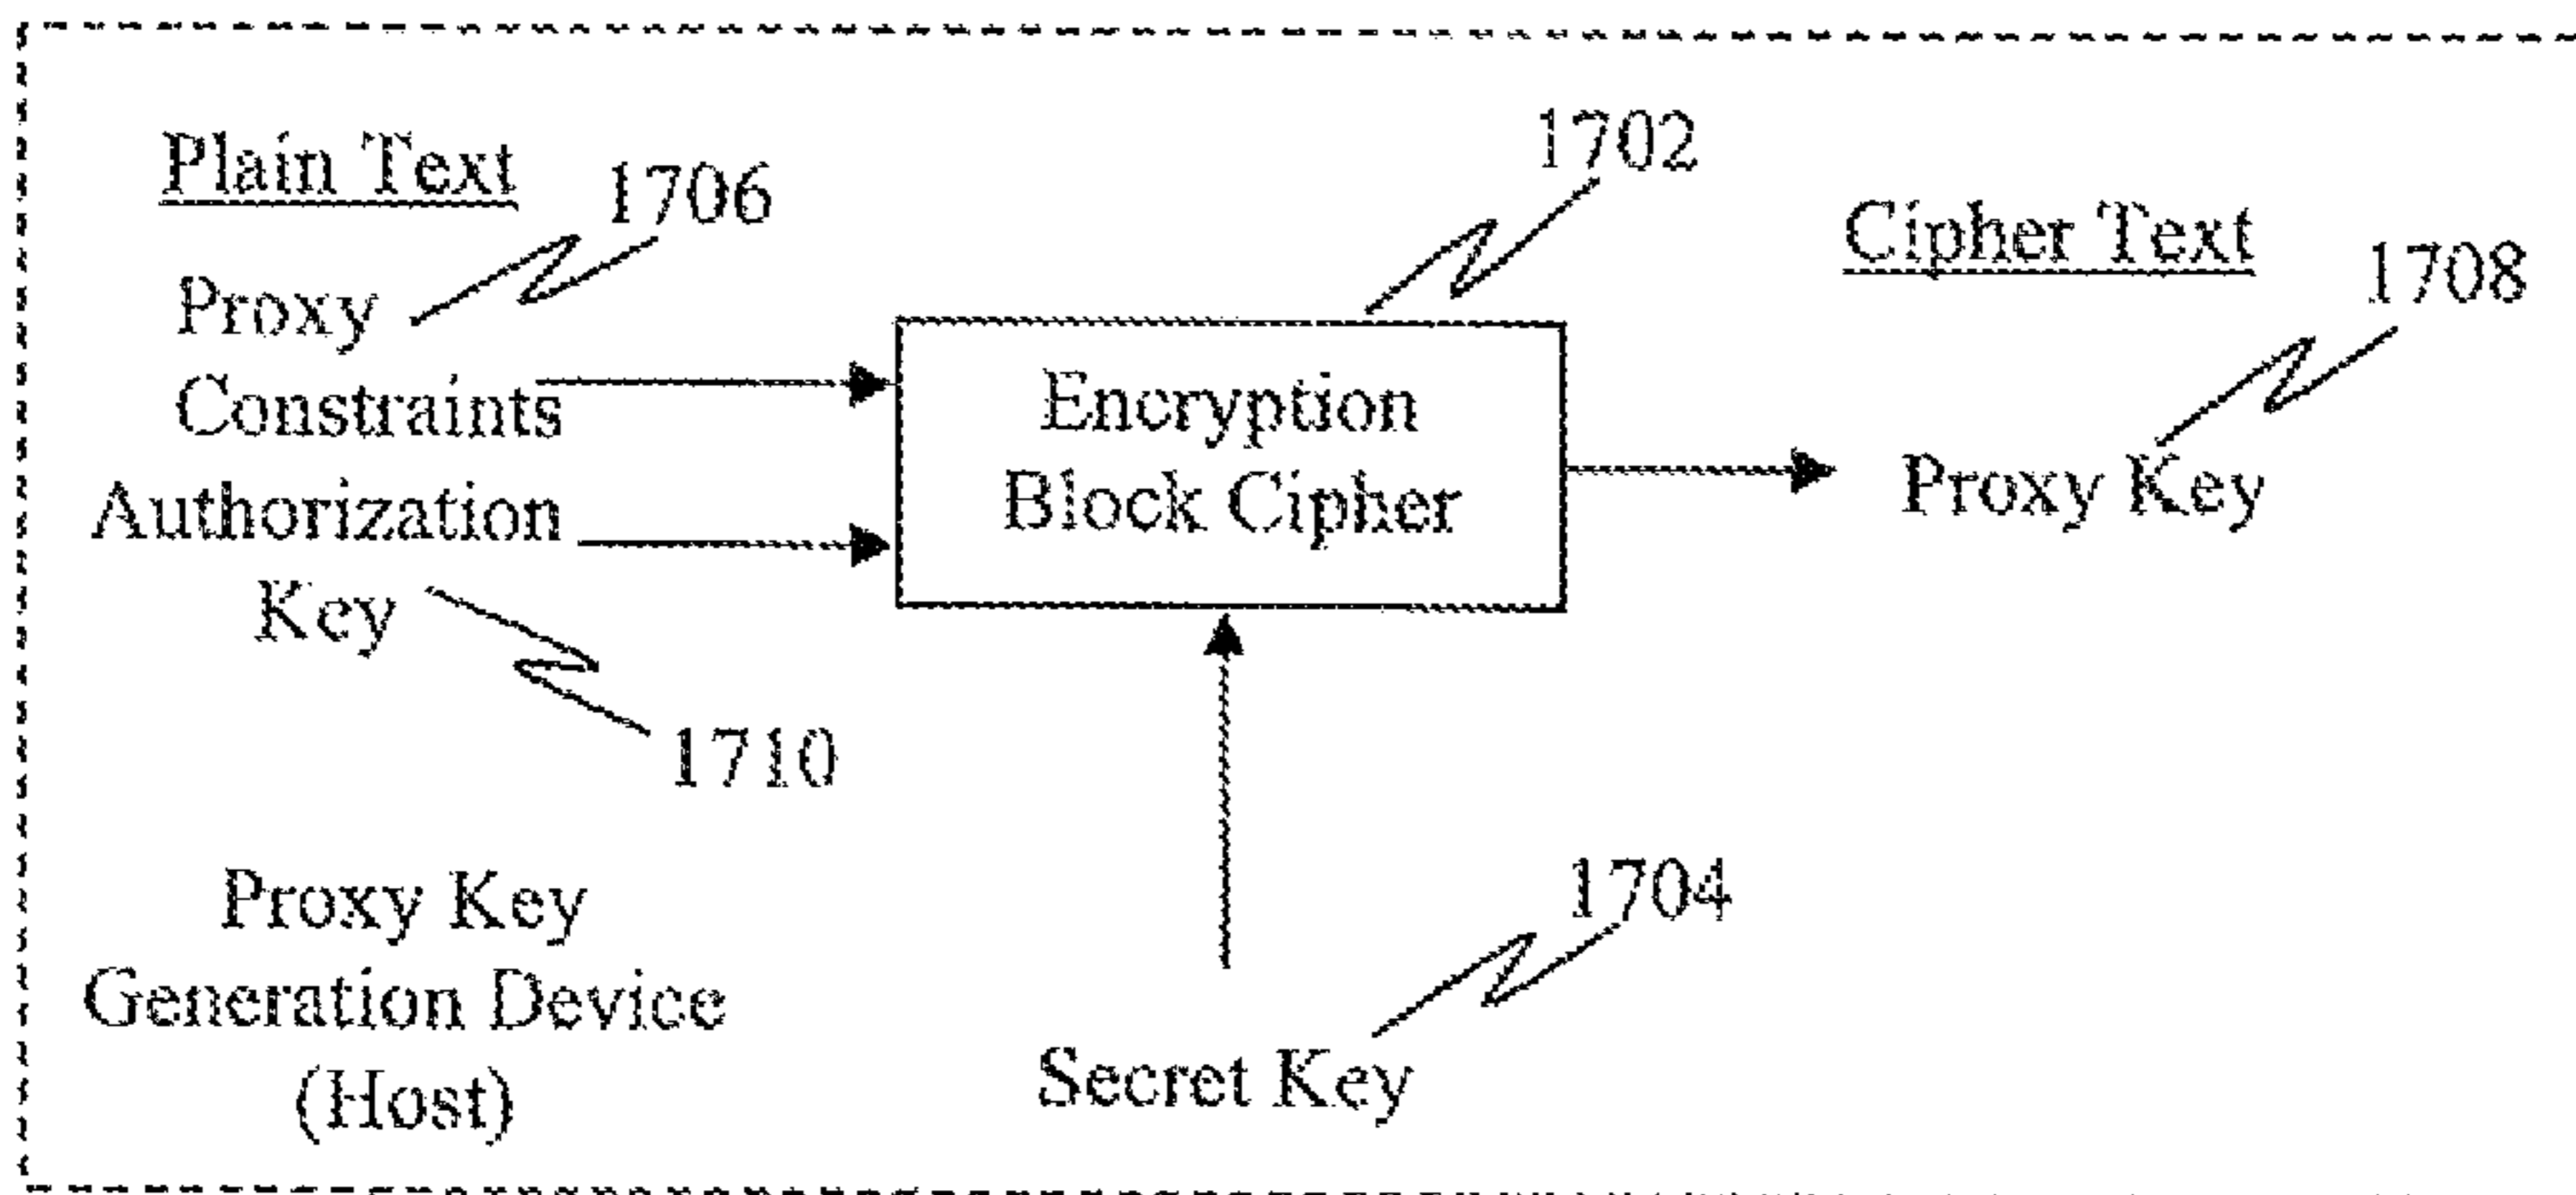 Plain Text
1706
Proxy
Constraints
Authorization
Key
1710
1702
Encryption
Block Cipher
Cipher Text
1708
Proxy Key
Proxy Key
Generation Device
(Host)
1704
Secret Key